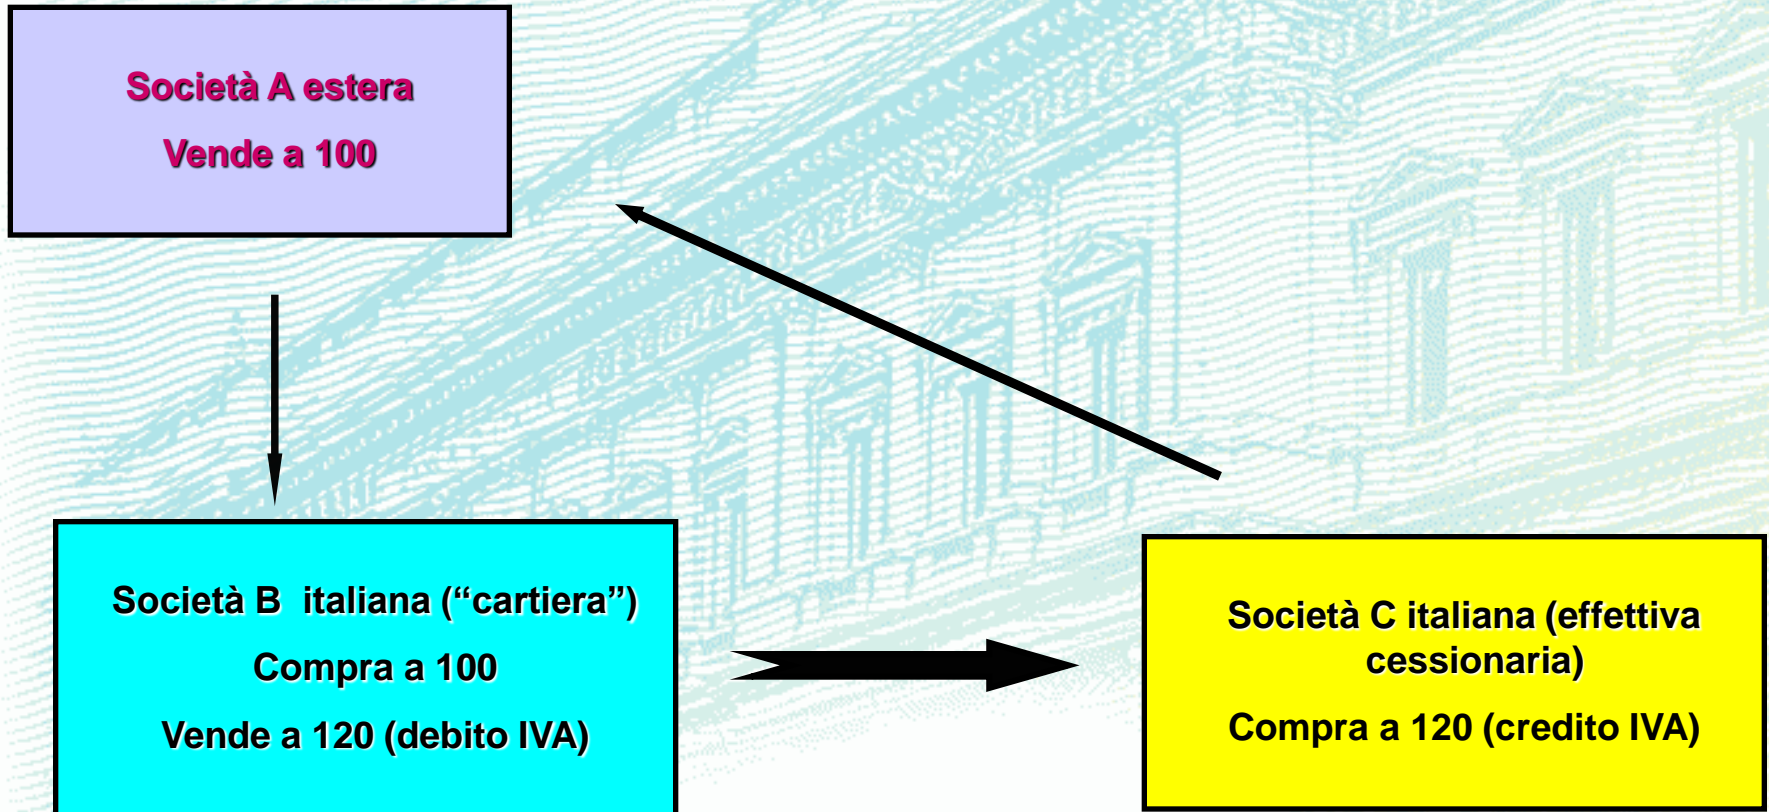 Società A estera
Vende a 100
Società B italiana (“cartiera”)
Compra a 100
Vende a 120 (debito IVA)
Società C italiana (effettiva
cessionaria)
Compra a 120 (credito IVA)